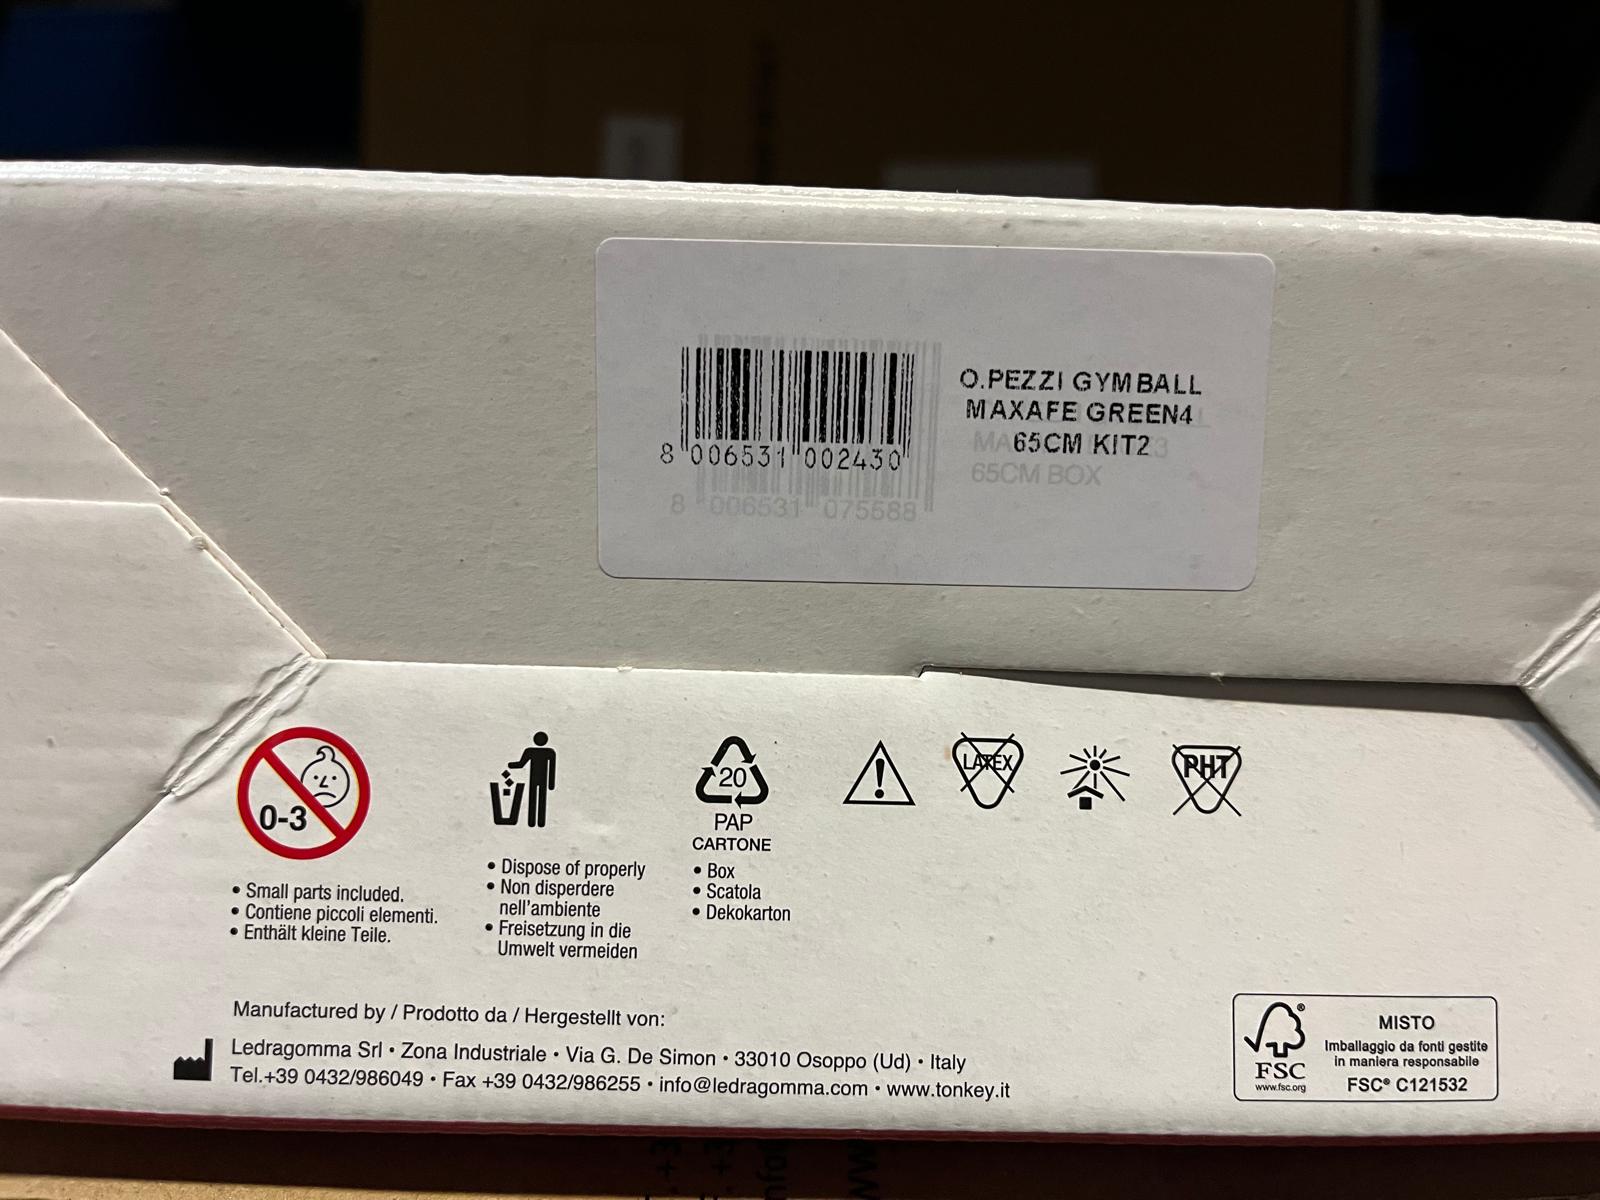 O.PEZZI GYMBALL
MAXAFE GREEN4
65CM KIT2
65CM BOX
8 006531 002430
8 006531 075588
0-3
• Small parts included.
• Contiene piccoli elementi.
• Enthält kleine Teile.
• Dispose of properly
• Non disperdere
nell'ambiente
• Freisetzung in die
Umwelt vermeiden
20
PAP
CARTONE
• Box
• Scatola
• Dekokarton
LATEX
PHT
Manufactured by / Prodotto da / Hergestellt von:
Ledragomma Srl • Zona Industriale • Via G. De Simon • 33010 Osoppo (Ud) • Italy
Tel.+39 0432/986049 • Fax +39 0432/986255 • info@ledragomma.com • www.tonkey.it
FSC®
www.fsc.org
MISTO
Imballaggio da fonti gestite
in maniera responsabile
FSC® C121532